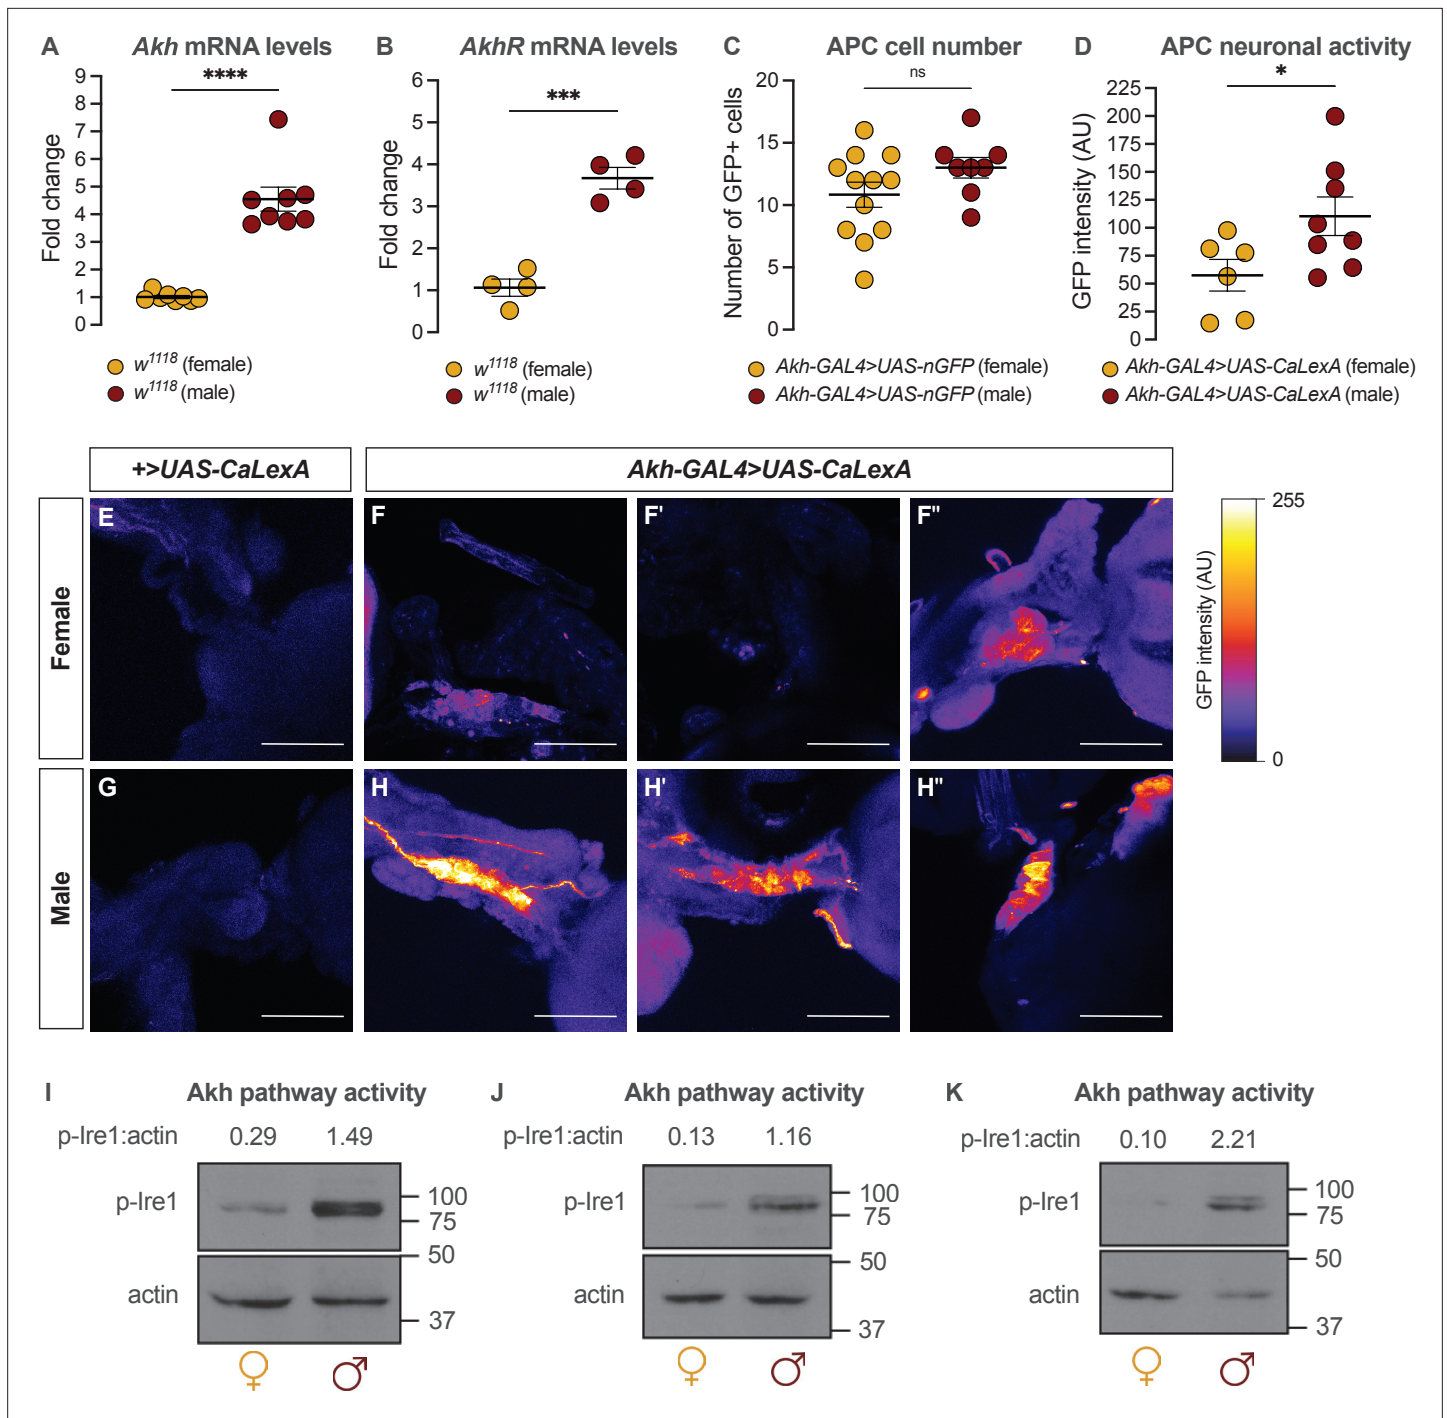 A
Akh mRNA levels
****
Fold change
9
8
7
6
5
4
3
2
1
0
w1118 (female)
w1118 (male)
B
AkhR mRNA levels
***
Fold change
6
5
4
3
2
1
0
w1118 (female)
w1118 (male)
C
APC cell number
ns
Number of GFP+ cells
20
15
10
5
0
Akh-GAL4>UAS-nGFP (female)
Akh-GAL4>UAS-nGFP (male)
D
APC neuronal activity
*
GFP intensity (AU)
225
200
175
150
125
100
75
50
25
0
Akh-GAL4>UAS-CaLexA (female)
Akh-GAL4>UAS-CaLexA (male)
+>UAS-CaLexA
Akh-GAL4>UAS-CaLexA
Female
E
F
F'
F"
255
GFP intensity (AU)
0
Male
G
H
H'
H"
I
Akh pathway activity
p-Ire1:actin 0.29 1.49
p-Ire1
100
75
50
actin
37
♀ ♂
J
Akh pathway activity
p-Ire1:actin 0.13 1.16
p-Ire1
100
75
50
actin
37
♀ ♂
K
Akh pathway activity
p-Ire1:actin 0.10 2.21
p-Ire1
100
75
50
actin
37
♀ ♂